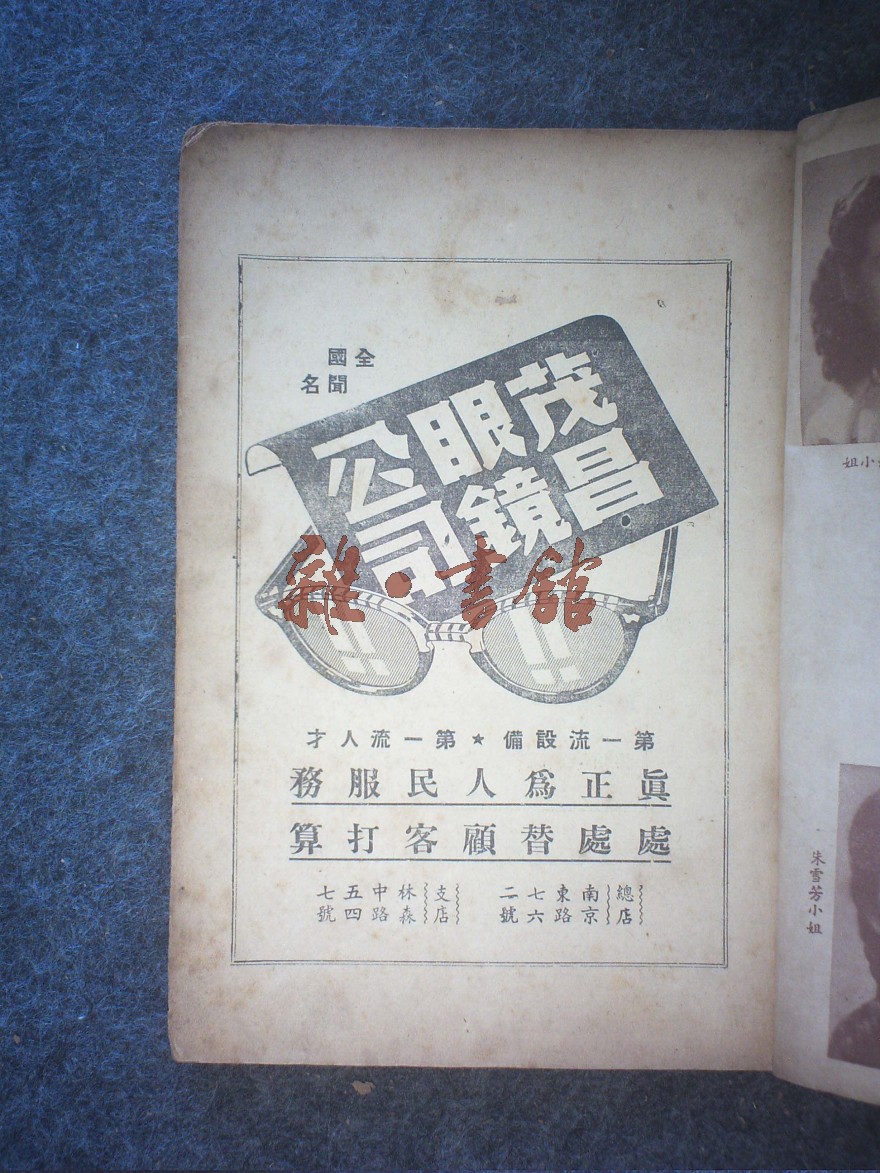 全國聞名
茂昌眼鏡公司
雜·書館
第一流設備★第一流人才
眞正爲人民服務
處處替顧客打算
總店 南京東路七六二號
支店 林森中路五四七號
小姐
朱雪芳小姐